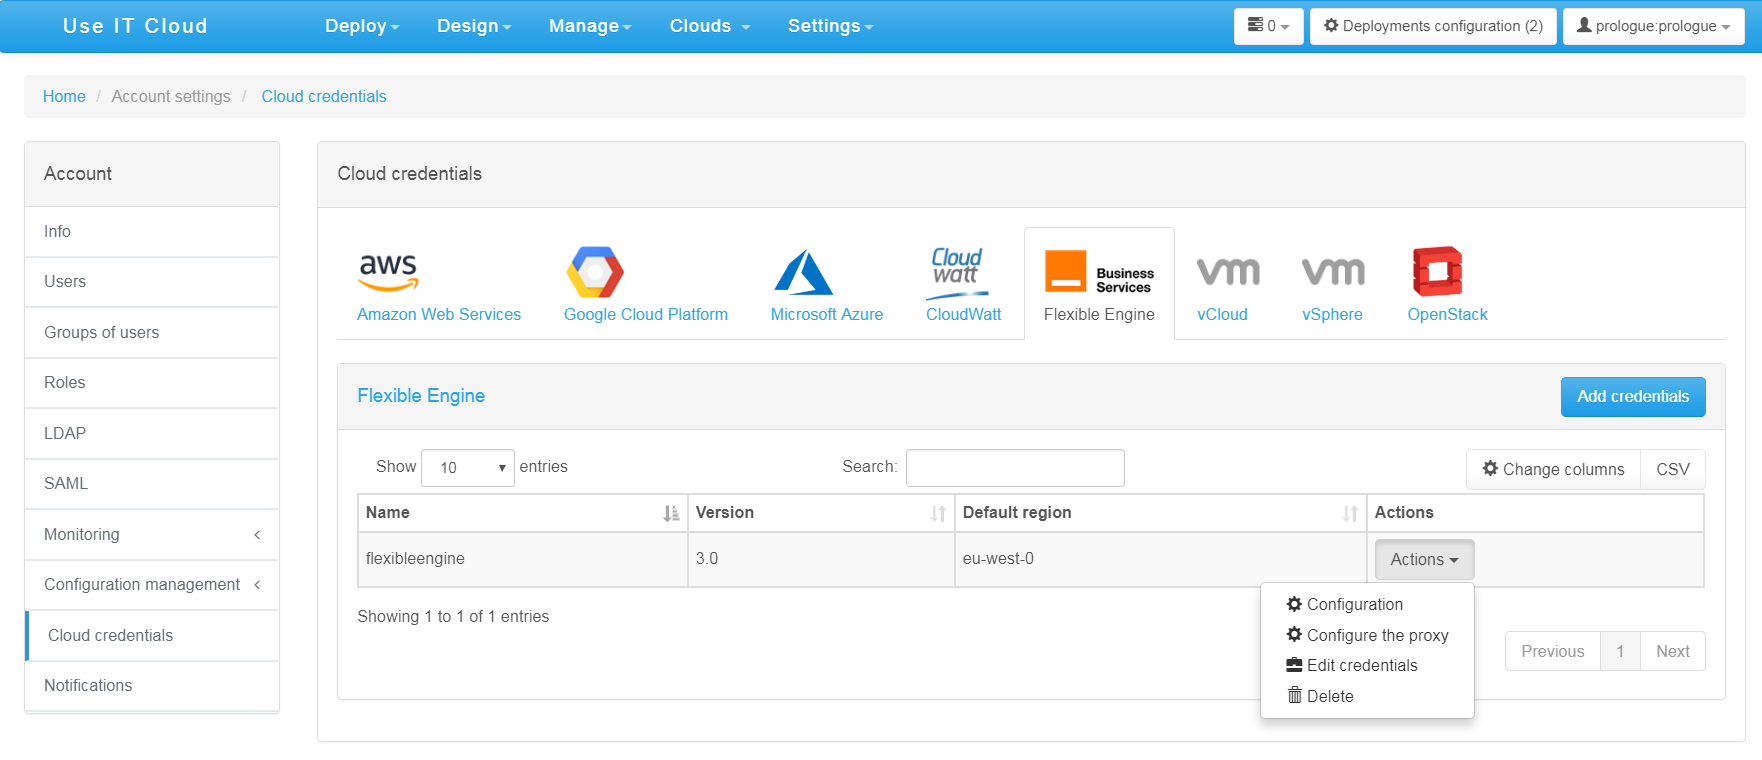 Use IT Cloud
Deploy Design Manage Clouds Settings
0 Deployments configuration (2) prologue:prologue
Home / Account settings / Cloud credentials
Account
Info
Users
Groups of users
Roles
LDAP
SAML
Monitoring
Configuration management
Cloud credentials
Notifications
Cloud credentials
aws
Cloud
watt
Business
Services
vm
vm
Amazon Web Services Google Cloud Platform Microsoft Azure CloudWatt Flexible Engine vCloud vSphere OpenStack
Flexible Engine Add credentials
Show 10 entries Search: Change columns CSV
Name Version Default region Actions
flexibleengine 3.0 eu-west-0 Actions
Configuration
Configure the proxy
Edit credentials
Delete
Showing 1 to 1 of 1 entries
Previous 1 Next